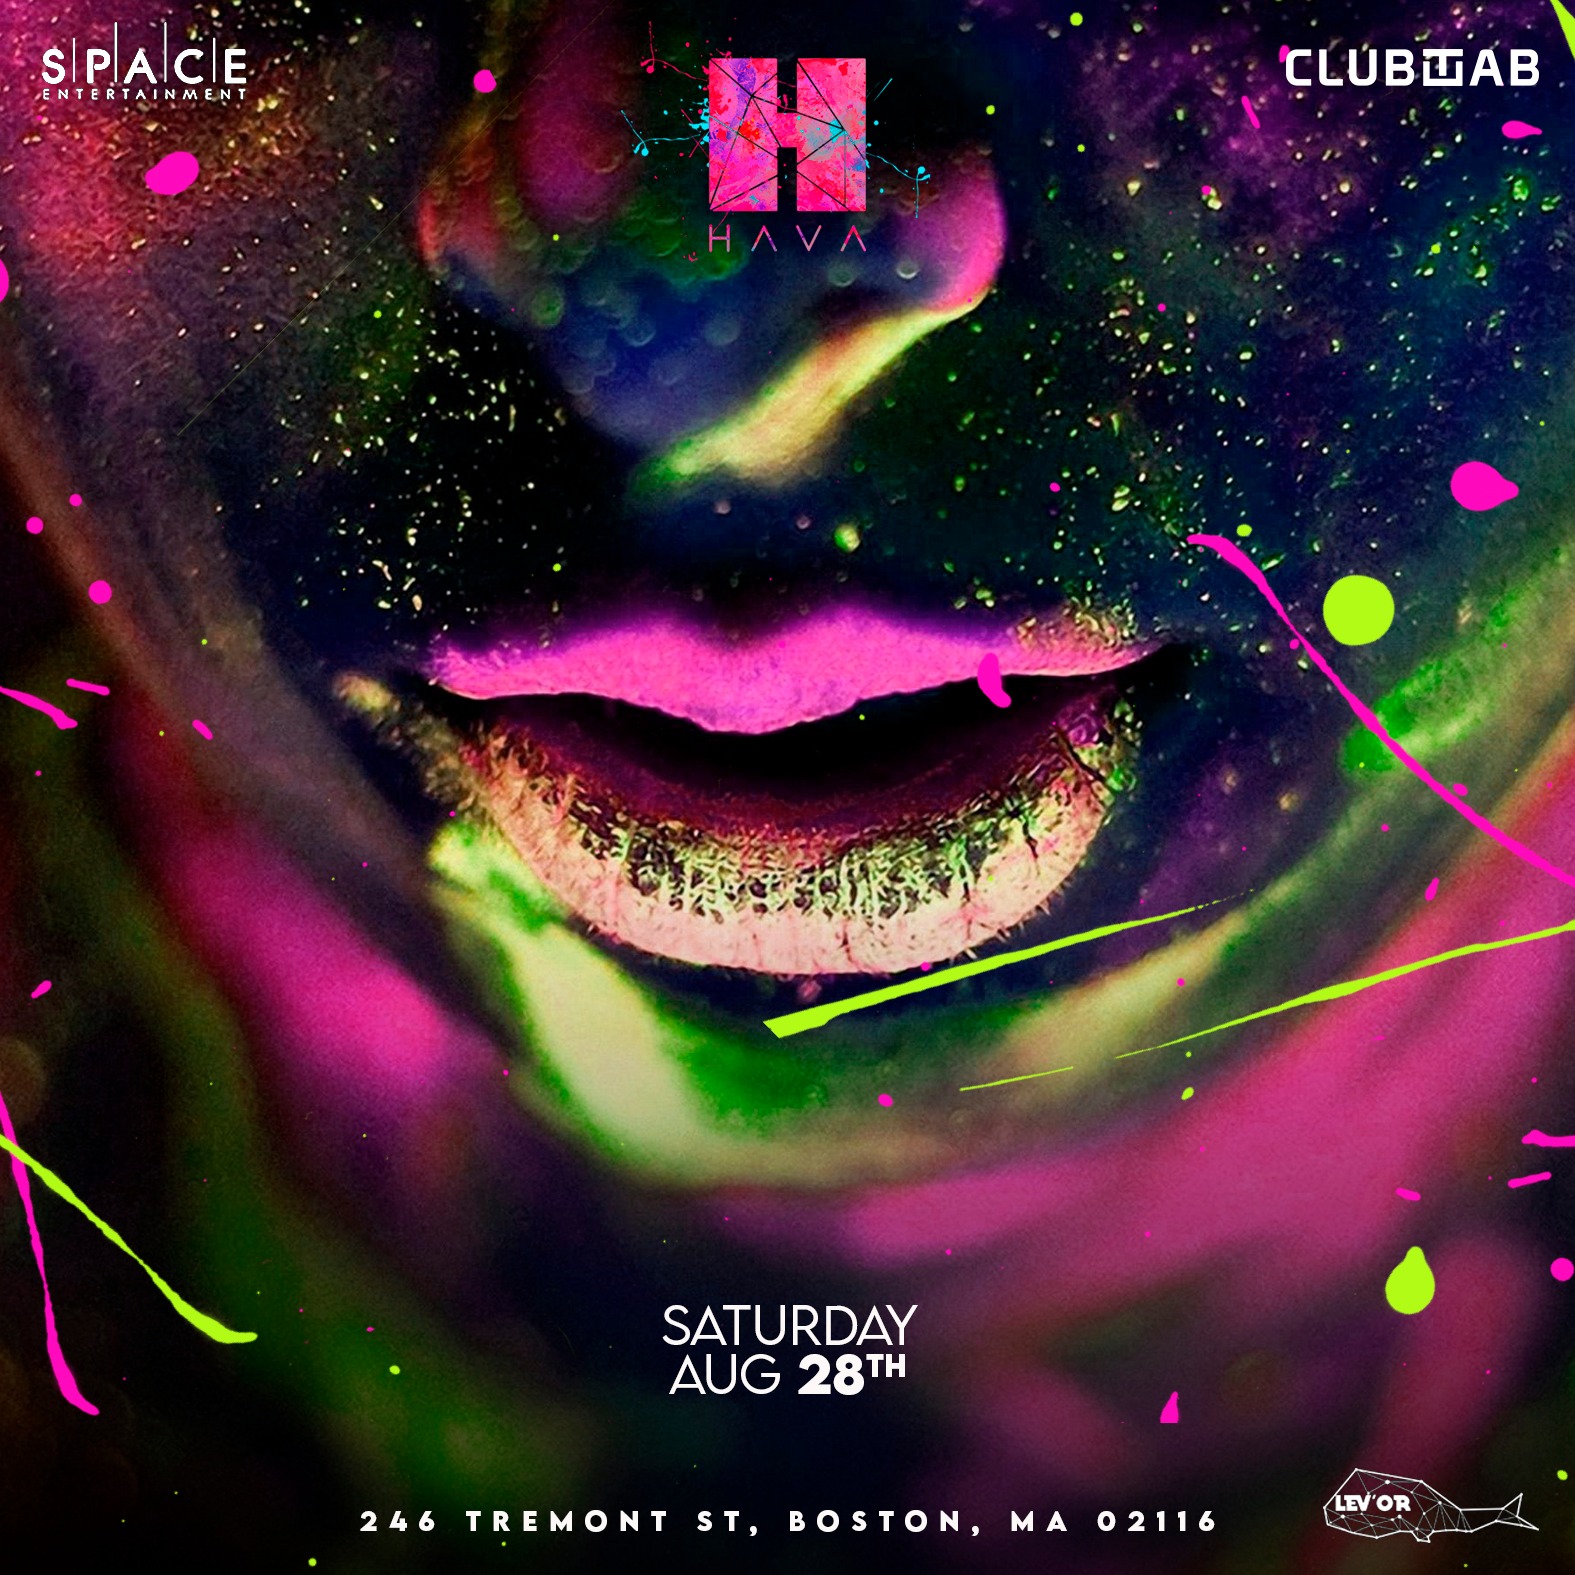 SPACE
ENTERTAINMENT
H
HAVA
CLUBTAB
SATURDAY
AUG 28TH
246 TREMONT ST, BOSTON, MA 02116
LEV'OR